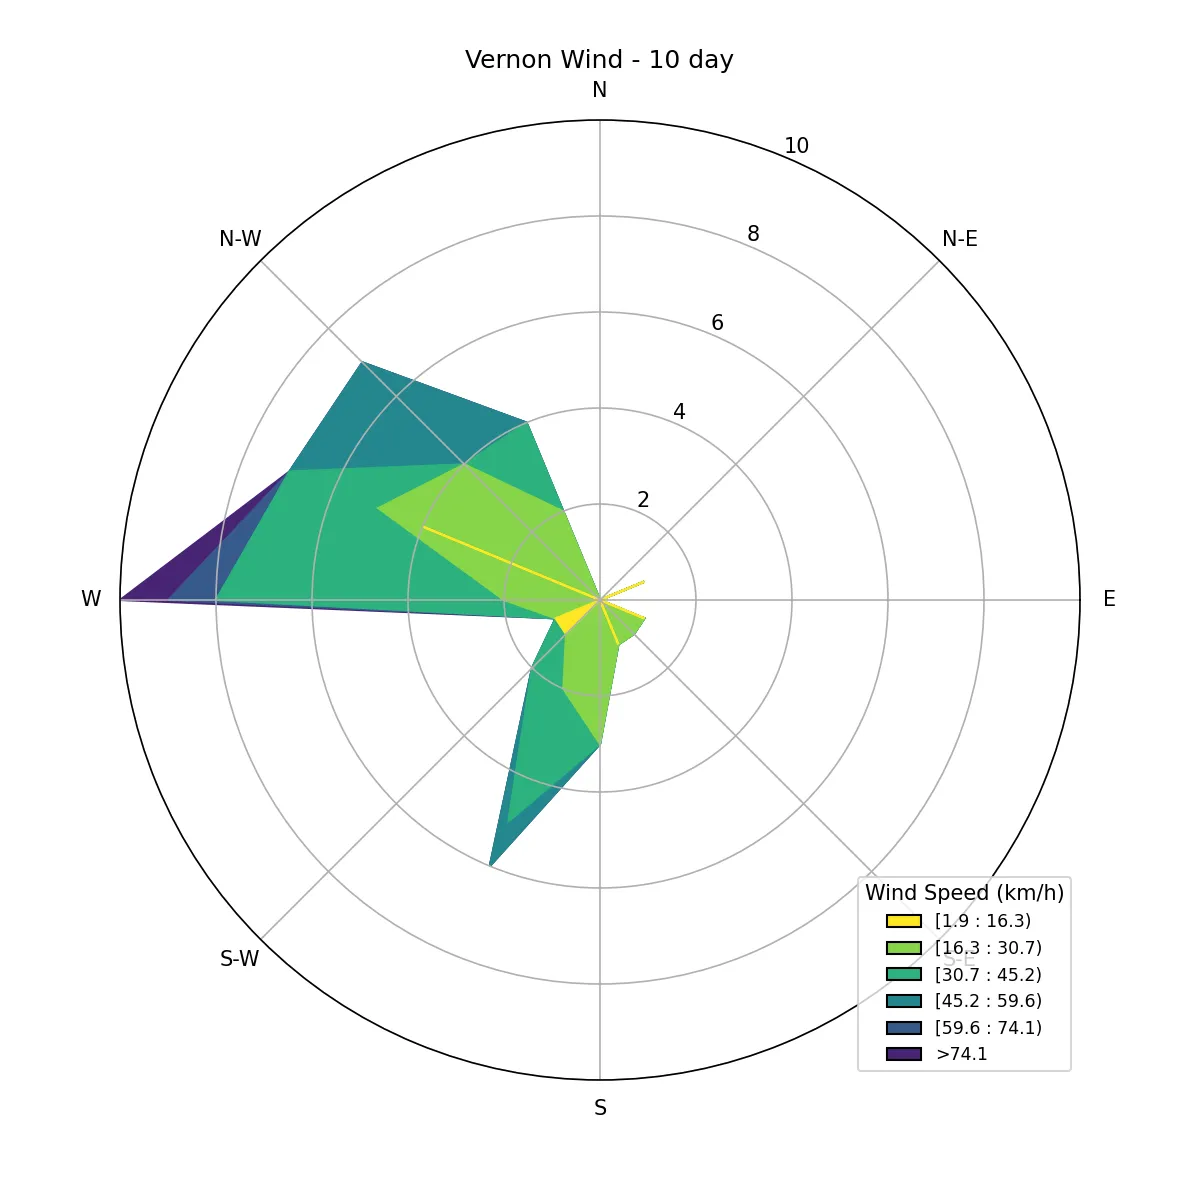 Vernon Wind - 10 day
N
10
N-W
8
N-E
6
4
2
W
E
S-W
S-E
S
Wind Speed (km/h)
[1.9 : 16.3)
[16.3 : 30.7)
[30.7 : 45.2)
[45.2 : 59.6)
[59.6 : 74.1)
>74.1